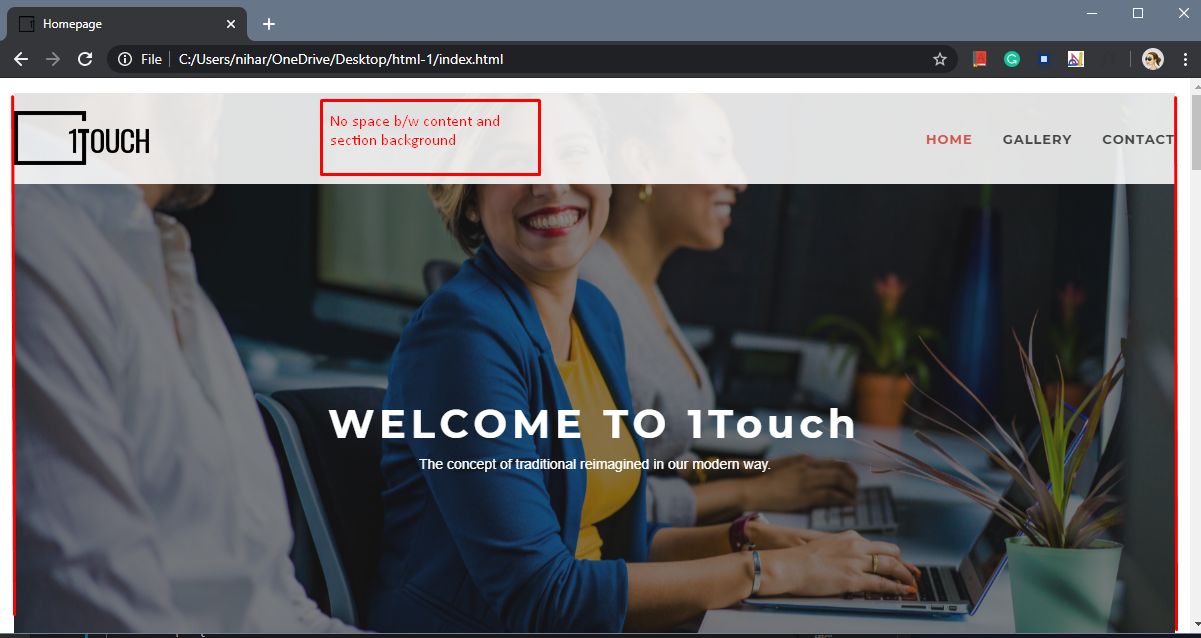 Homepage
File C:/Users/nihar/OneDrive/Desktop/html-1/index.html
1TOUCH
No space b/w content and
section background
HOME GALLERY CONTACT
WELCOME TO 1Touch
The concept of traditional reimagined in our modern way.